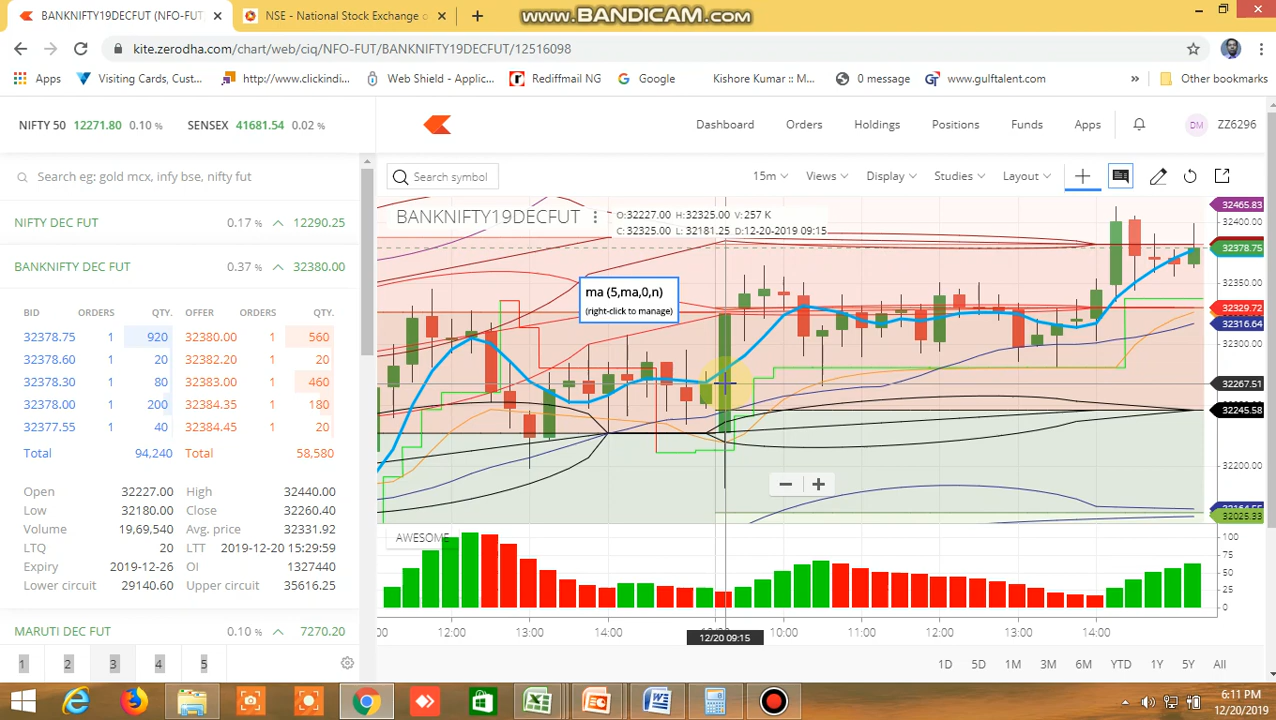 BANKNIFTY19DECFUT (NFO-FUT)
NSE - National Stock Exchange of
www.BANDICAM.com
kite.zerodha.com/chart/web/ciq/NFO-FUT/BANKNIFTY19DECFUT/12516098
Apps Visiting Cards, Cust... http://www.clickindi... Web Shield - Applic... Rediffmail NG Google Kishore Kumar :: M... 0 message www.gulftalent.com » Other bookmarks
NIFTY 50 12271.80 0.10 % SENSEX 41681.54 0.02 %
Dashboard Orders Holdings Positions Funds Apps DM ZZ6296
Search eg: gold mcx, infy bse, nifty fut
Search symbol 15m Views Display Studies Layout
NIFTY DEC FUT 0.17 % 12290.25
BANKNIFTY DEC FUT 0.37 % 32380.00
BID ORDERS QTY. OFFER ORDERS QTY.
32378.75 1 920 32380.00 1 560
32378.60 1 20 32382.20 1 20
32378.30 1 80 32383.00 1 460
32378.00 1 200 32384.35 1 180
32377.55 1 40 32384.45 1 20
Total 94,240 Total 58,580
Open 32227.00 High 32440.00
Low 32180.00 Close 32260.40
Volume 19,69,540 Avg. price 32331.92
LTQ 20 LTT 2019-12-20 15:29:59
Expiry 2019-12-26 OI 1327440
Lower circuit 29140.60 Upper circuit 35616.25
MARUTI DEC FUT 0.10 % 7270.20
1 2 3 4 5
BANKNIFTY19DECFUT
O:32227.00 H:32325.00 V:257 K
C:32325.00 L:32181.25 D:12-20-2019 09:15
ma (5,ma,0,n)
(right-click to manage)
32465.83
32400.00
32378.75
32350.00
32329.72
32316.64
32300.00
32267.51
32245.58
32200.00
32025.33
AWESOME
100
75
50
25
0
12:00 13:00 14:00 10:00 11:00 12:00 13:00 14:00
12/20 09:15
1D 5D 1M 3M 6M YTD 1Y 5Y All
6:11 PM
12/20/2019